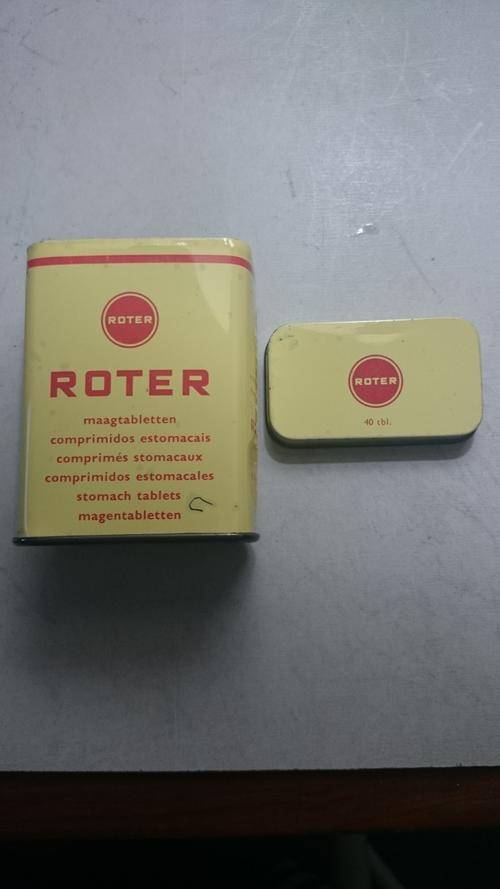 ROTER
ROTER
maagtabletten
comprimidos estomacais
comprimés stomacaux
comprimidos estomacales
stomach tablets
magentabletten
ROTER
40 tbl.